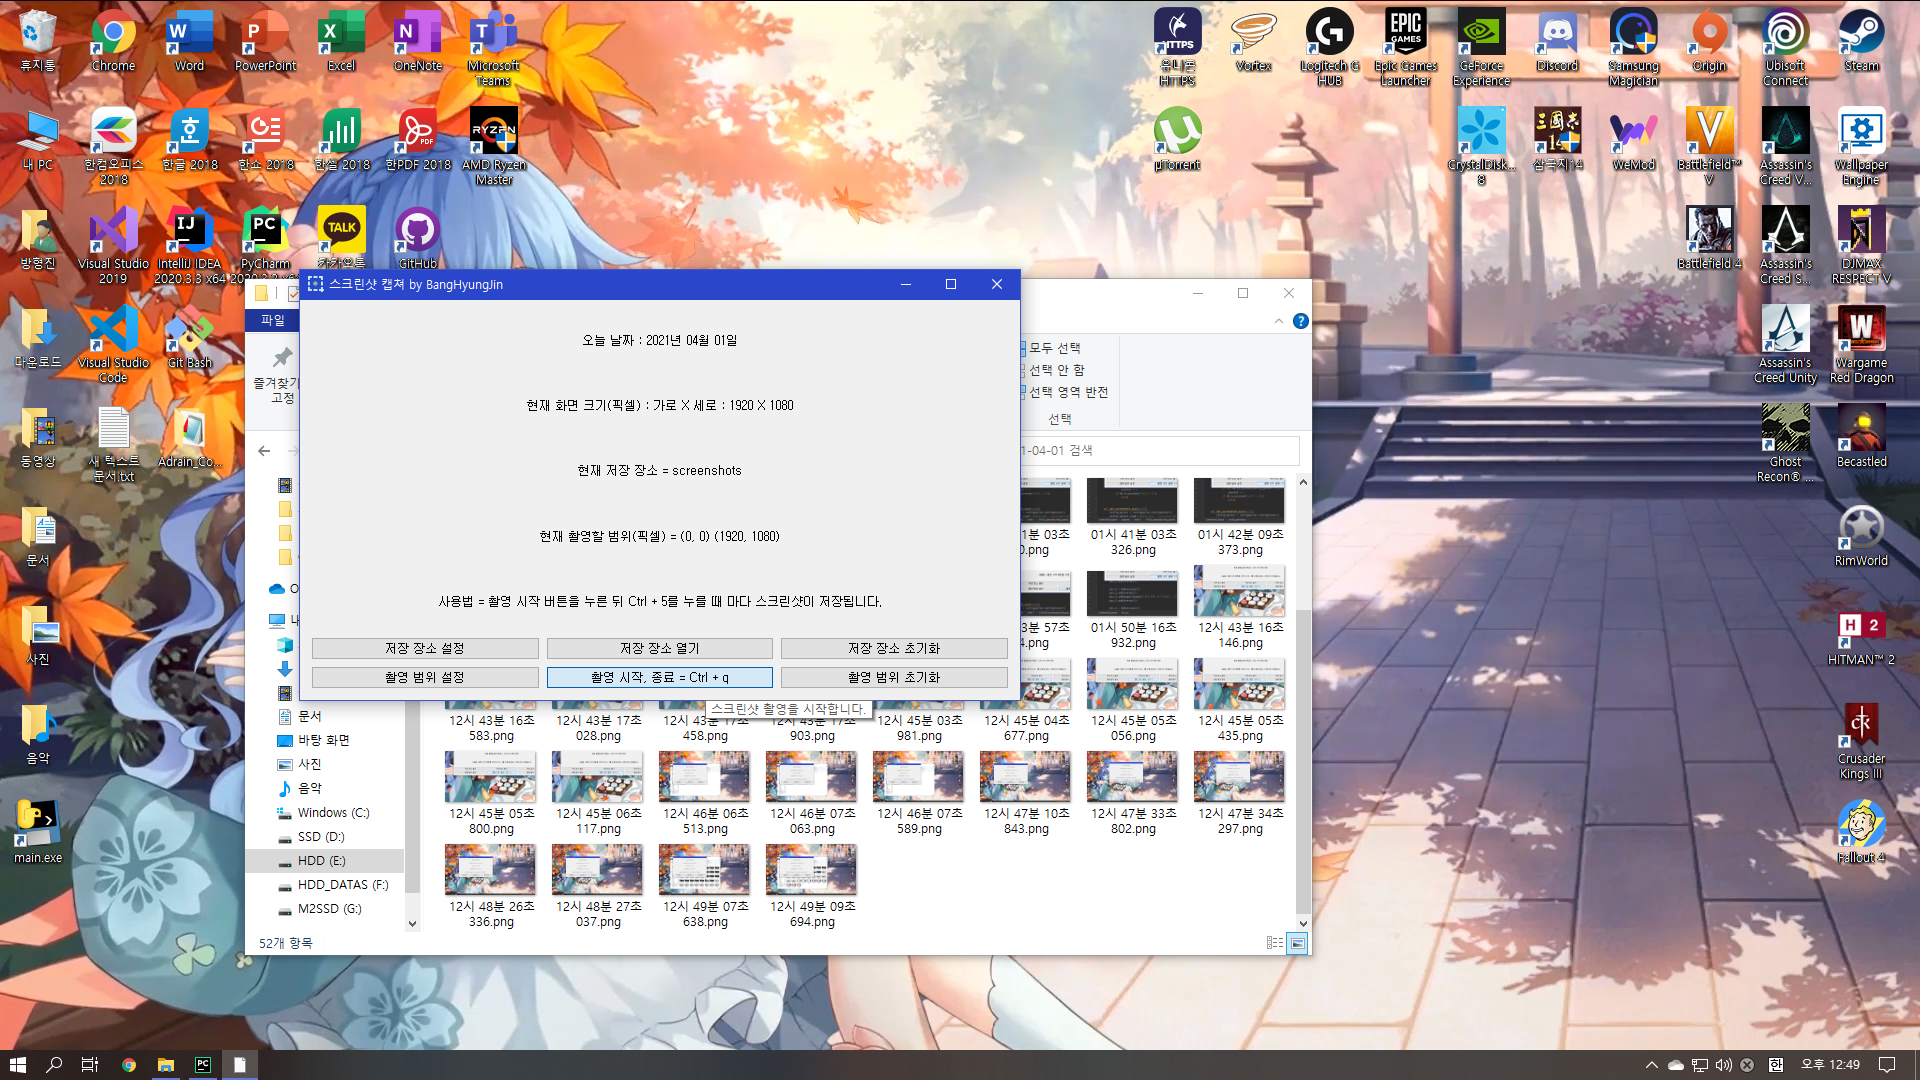 휴지통
Chrome
Word
PowerPoint
Excel
OneNote
Microsoft
Teams
유니콘
HTTPS
Vortex
Logitech G
HUB
Epic Games
Launcher
GeForce
Experience
Discord
Samsung
Magician
Origin
Ubisoft
Connect
Steam
내 PC
한컴오피스
2018
한글 2018
한쇼 2018
한셀 2018
한PDF 2018
AMD Ryzen
Master
µTorrent
CrystalDisk...
8
삼국지14
WeMod
Battlefield™
V
Assassin's
Creed V...
Wallpaper
Engine
방형진
Visual Studio
2019
IntelliJ IDEA
2020.3.3 x64
PyCharm
카카오톡
GitHub
Battlefield 4
Assassin's
Creed S...
DJMAX
RESPECT V
다운로드
Visual Studio
Code
Git Bash
Assassin's
Creed Unity
Wargame
Red Dragon
동영상
새 텍스트
문서.txt
Adrain_Co...
Ghost
Recon® ...
Becastled
문서
RimWorld
사진
HITMAN™ 2
음악
Crusader
Kings III
main.exe
Fallout 4
스크린샷 캡쳐 by BangHyungJin
오늘 날짜 : 2021년 04월 01일
현재 화면 크기(픽셀) : 가로 X 세로 : 1920 X 1080
현재 저장 장소 = screenshots
현재 촬영할 범위(픽셀) = (0, 0) (1920, 1080)
사용법 = 촬영 시작 버튼을 누른 뒤 Ctrl + 5를 누를 때 마다 스크린샷이 저장됩니다.
저장 장소 설정
저장 장소 열기
저장 장소 초기화
촬영 범위 설정
촬영 시작, 종료 = Ctrl + q
촬영 범위 초기화
스크린샷 촬영을 시작합니다.
파일
즐겨찾기
고정
모두 선택
선택 안 함
선택 영역 반전
선택
1-04-01 검색
문서
바탕 화면
사진
음악
Windows (C:)
SSD (D:)
HDD (E:)
HDD_DATAS (F:)
M2SSD (G:)
52개 항목
01시 41분 03초
326.png
01시 42분 09초
373.png
01시 50분 16초
932.png
12시 43분 16초
146.png
12시 43분 16초
583.png
12시 43분 17초
028.png
12시 43분 17초
458.png
12시 43분 17초
903.png
12시 45분 03초
981.png
12시 45분 04초
677.png
12시 45분 05초
056.png
12시 45분 05초
435.png
12시 45분 05초
800.png
12시 45분 06초
117.png
12시 46분 06초
513.png
12시 46분 07초
063.png
12시 46분 07초
589.png
12시 47분 10초
843.png
12시 47분 33초
802.png
12시 47분 34초
297.png
12시 48분 26초
336.png
12시 48분 27초
037.png
12시 49분 07초
638.png
12시 49분 09초
694.png
오후 12:49